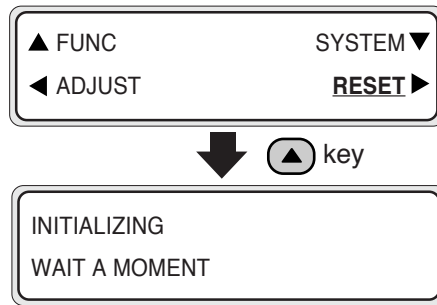 ▲ FUNC SYSTEM ▼
◀ ADJUST RESET ▶
▲ key
INITIALIZING
WAIT A MOMENT